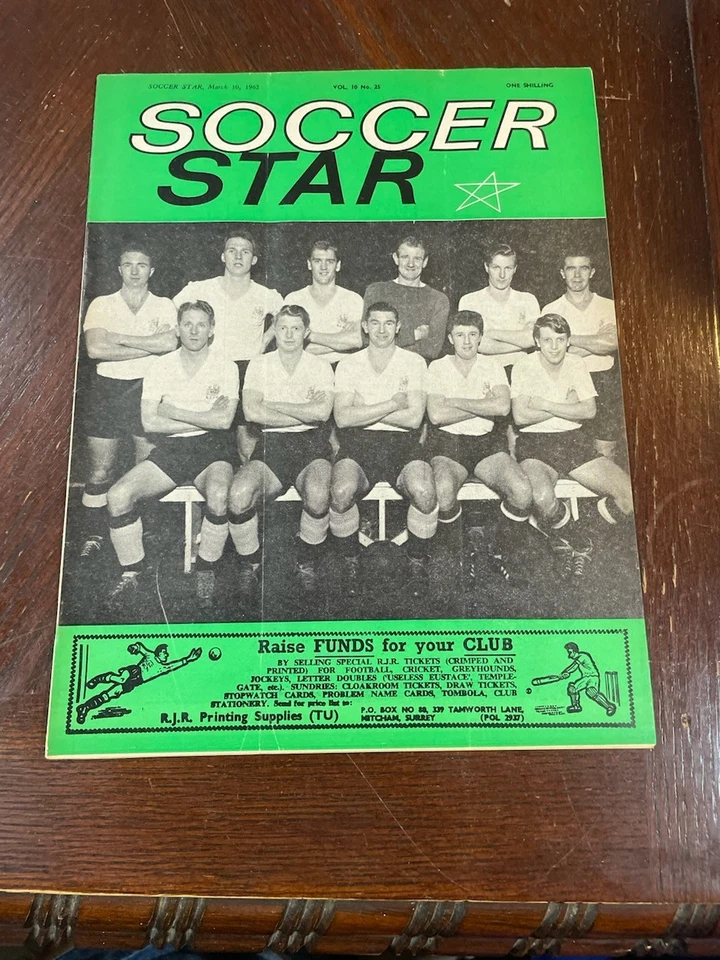 SOCCER STAR, March 10, 1962
VOL. 10 No. 25
ONE SHILLING
SOCCER
STAR
Raise FUNDS for your CLUB
BY SELLING SPECIAL R.J.R. TICKETS (CRIMPED AND
PRINTED) FOR FOOTBALL, CRICKET, GREYHOUNDS,
JOCKEYS, LETTER DOUBLES ('USELESS EUSTACE', TEMPLE-
GATE, etc.). SUNDRIES: CLOAKROOM TICKETS, DRAW TICKETS,
STOPWATCH CARDS, PROBLEM NAME CARDS, TOMBOLA, CLUB
STATIONERY. Send for price list to:
R.J.R. Printing Supplies (TU)
P.O. BOX NO 88, 339 TAMWORTH LANE,
MITCHAM, SURREY (POL 2937)